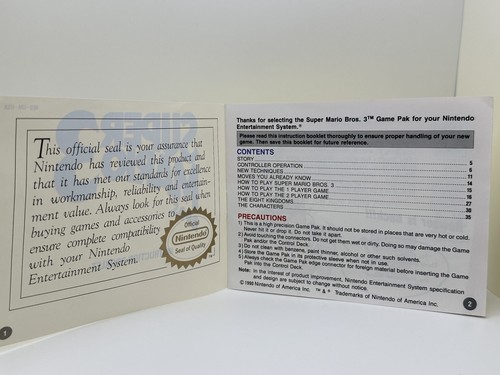 This official seal is your assurance that
Nintendo has reviewed this product and
that it has met our standards for excellence
in workmanship, reliability and entertain-
ment value. Always look for this seal when
buying games and accessories to
ensure complete compatibility
with your Nintendo
Entertainment System.
Official
Nintendo
Seal of Quality
1
Thanks for selecting the Super Mario Bros. 3™ Game Pak for your Nintendo
Entertainment System.®
Please read this instruction booklet thoroughly to ensure proper handling of your new
game. Then save this booklet for future reference.
CONTENTS
STORY 5
CONTROLLER OPERATION 6
NEW TECHNIQUES 11
MOVES YOU ALREADY KNOW 14
HOW TO PLAY SUPER MARIO BROS. 3 15
HOW TO PLAY THE 1 PLAYER GAME 16
HOW TO PLAY THE 2 PLAYER GAME 27
THE EIGHT KINGDOMS 30
THE CHARACTERS 35
PRECAUTIONS
1) This is a high precision Game Pak. It should not be stored in places that are very hot or cold.
Never hit it or drop it. Do not take it apart.
2) Avoid touching the connectors. Do not get them wet or dirty. Doing so may damage the Game
Pak and/or the Control Deck.
3) Do not clean with benzene, paint thinner, alcohol or other such solvents.
4) Store the Game Pak in its protective sleeve when not in use.
5) Always check the Game Pak edge connector for foreign material before inserting the Game
Pak into the Control Deck.
Note: In the interest of product improvement, Nintendo Entertainment System specification
and design are subject to change without notice.
© Nintendo of America Inc. ™ & ® Trademarks of Nintendo of America Inc.
2